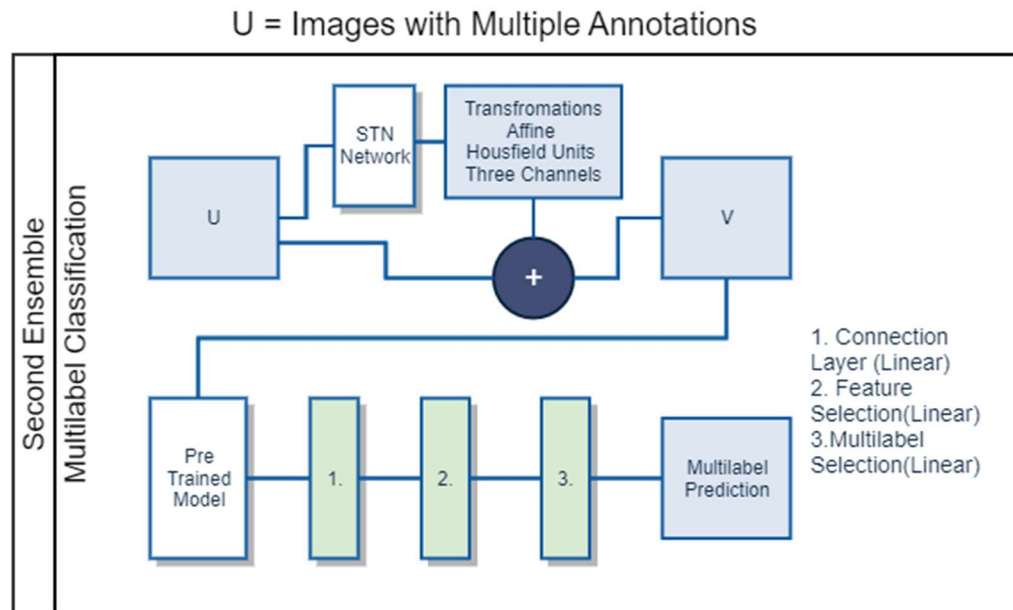 U = Images with Multiple Annotations
Second Ensemble
Multilabel Classification
U
STN
Network
Transfromations
Affine
Housfield Units
Three Channels
+
V
Pre
Trained
Model
1.
2.
3.
Multilabel
Prediction
1. Connection
Layer (Linear)
2. Feature
Selection(Linear)
3.Multilabel
Selection(Linear)